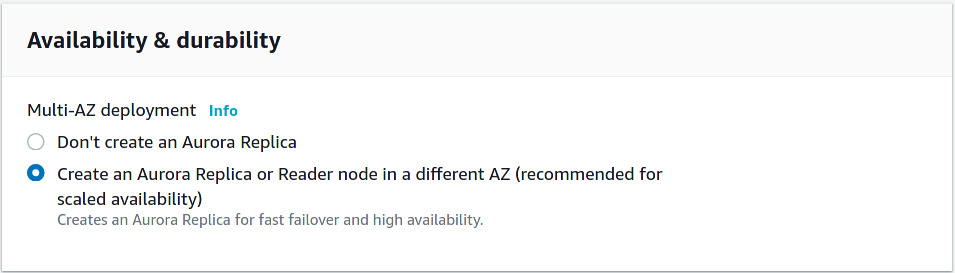 Availability & durability
Multi-AZ deployment Info
Don't create an Aurora Replica
Create an Aurora Replica or Reader node in a different AZ (recommended for
scaled availability)
Creates an Aurora Replica for fast failover and high availability.